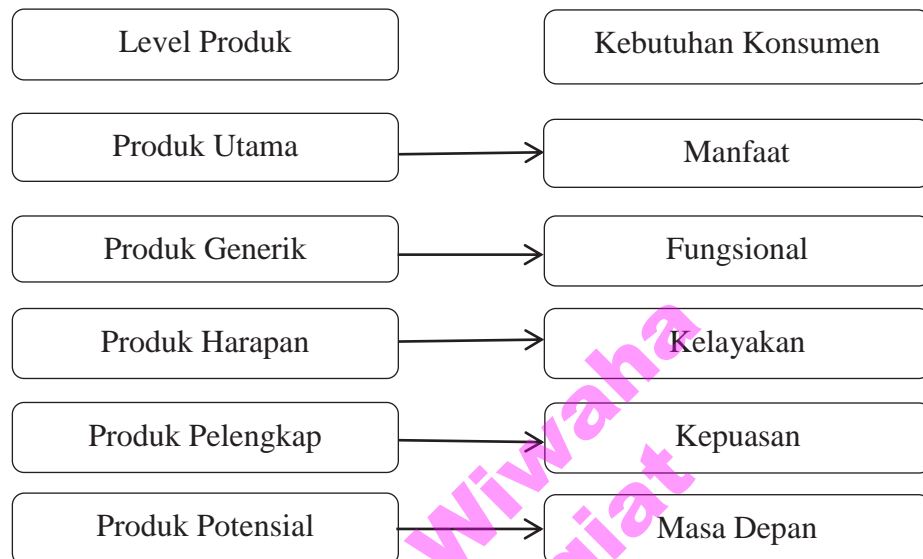 Level Produk
Kebutuhan Konsumen
Produk Utama
Manfaat
Produk Generik
Fungsional
Produk Harapan
Kelayakan
Produk Pelengkap
Kepuasan
Produk Potensial
Masa Depan
Wiwaha